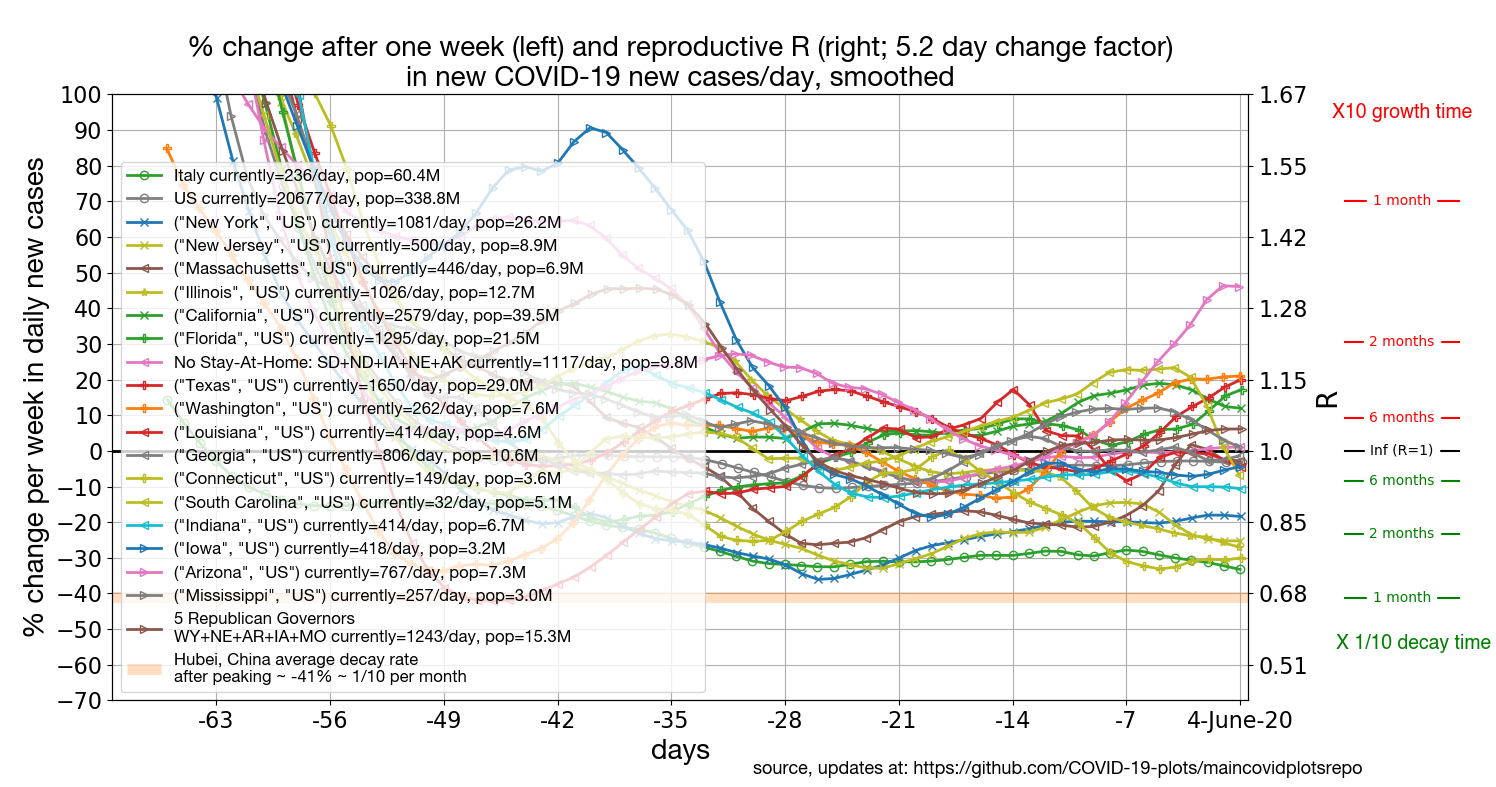 % change after one week (left) and reproductive R (right; 5.2 day change factor)
in new COVID-19 new cases/day, smoothed
% change per week in daily new cases
100
90
80
70
60
50
40
30
20
10
0
−10
−20
−30
−40
−50
−60
−70
Italy currently=236/day, pop=60.4M
US currently=20677/day, pop=338.8M
("New York", "US") currently=1081/day, pop=26.2M
("New Jersey", "US") currently=500/day, pop=8.9M
("Massachusetts", "US") currently=446/day, pop=6.9M
("Illinois", "US") currently=1026/day, pop=12.7M
("California", "US") currently=2579/day, pop=39.5M
("Florida", "US") currently=1295/day, pop=21.5M
No Stay-At-Home: SD+ND+IA+NE+AK currently=1117/day, pop=9.8M
("Texas", "US") currently=1650/day, pop=29.0M
("Washington", "US") currently=262/day, pop=7.6M
("Louisiana", "US") currently=414/day, pop=4.6M
("Georgia", "US") currently=806/day, pop=10.6M
("Connecticut", "US") currently=149/day, pop=3.6M
("South Carolina", "US") currently=32/day, pop=5.1M
("Indiana", "US") currently=414/day, pop=6.7M
("Iowa", "US") currently=418/day, pop=3.2M
("Arizona", "US") currently=767/day, pop=7.3M
("Mississippi", "US") currently=257/day, pop=3.0M
5 Republican Governors
WY+NE+AR+IA+MO currently=1243/day, pop=15.3M
Hubei, China average decay rate
after peaking ~ -41% ~ 1/10 per month
-63
-56
-49
-42
-35
-28
-21
-14
-7
4-June-20
days
1.67
1.55
1.42
1.28
1.15
1.0
0.85
0.68
0.51
R
X10 growth time
1 month
2 months
6 months
Inf (R=1)
6 months
2 months
1 month
X 1/10 decay time
source, updates at: https://github.com/COVID-19-plots/maincovidplotsrepo